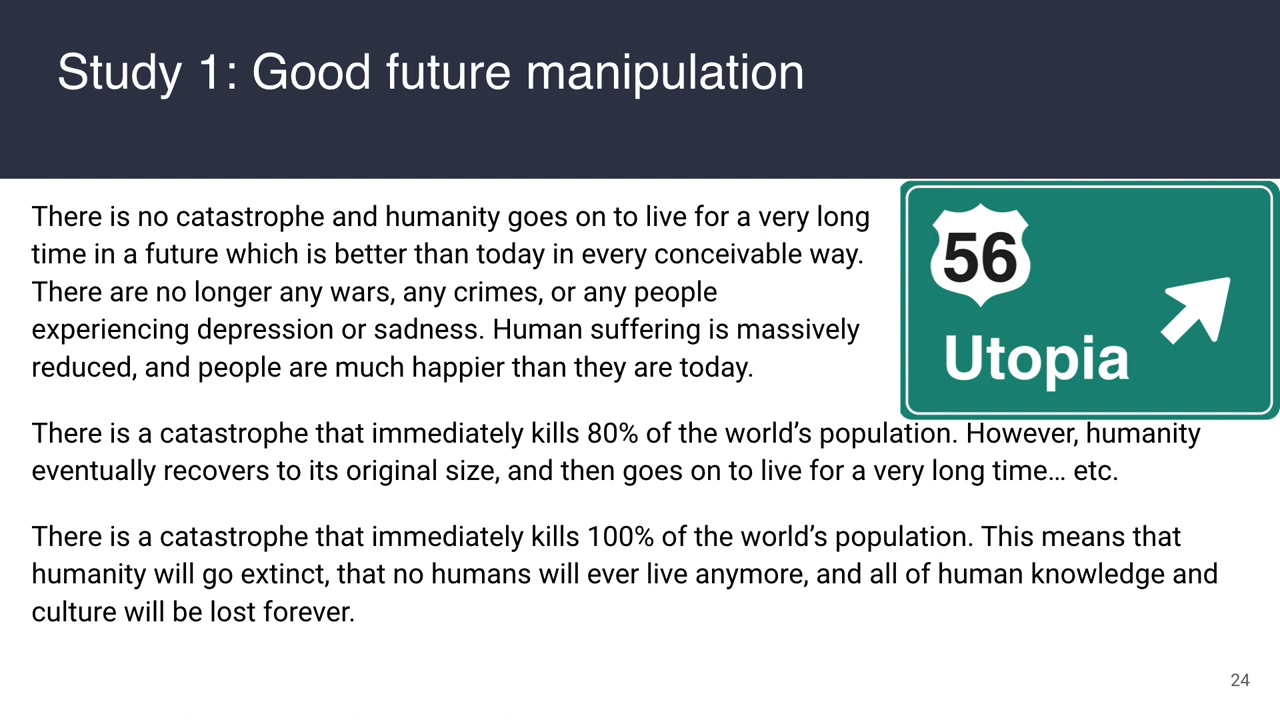 Study 1: Good future manipulation
There is no catastrophe and humanity goes on to live for a very long
time in a future which is better than today in every conceivable way.
There are no longer any wars, any crimes, or any people
experiencing depression or sadness. Human suffering is massively
reduced, and people are much happier than they are today.
56
Utopia
There is a catastrophe that immediately kills 80% of the world’s population. However, humanity
eventually recovers to its original size, and then goes on to live for a very long time… etc.
There is a catastrophe that immediately kills 100% of the world’s population. This means that
humanity will go extinct, that no humans will ever live anymore, and all of human knowledge and
culture will be lost forever.
24